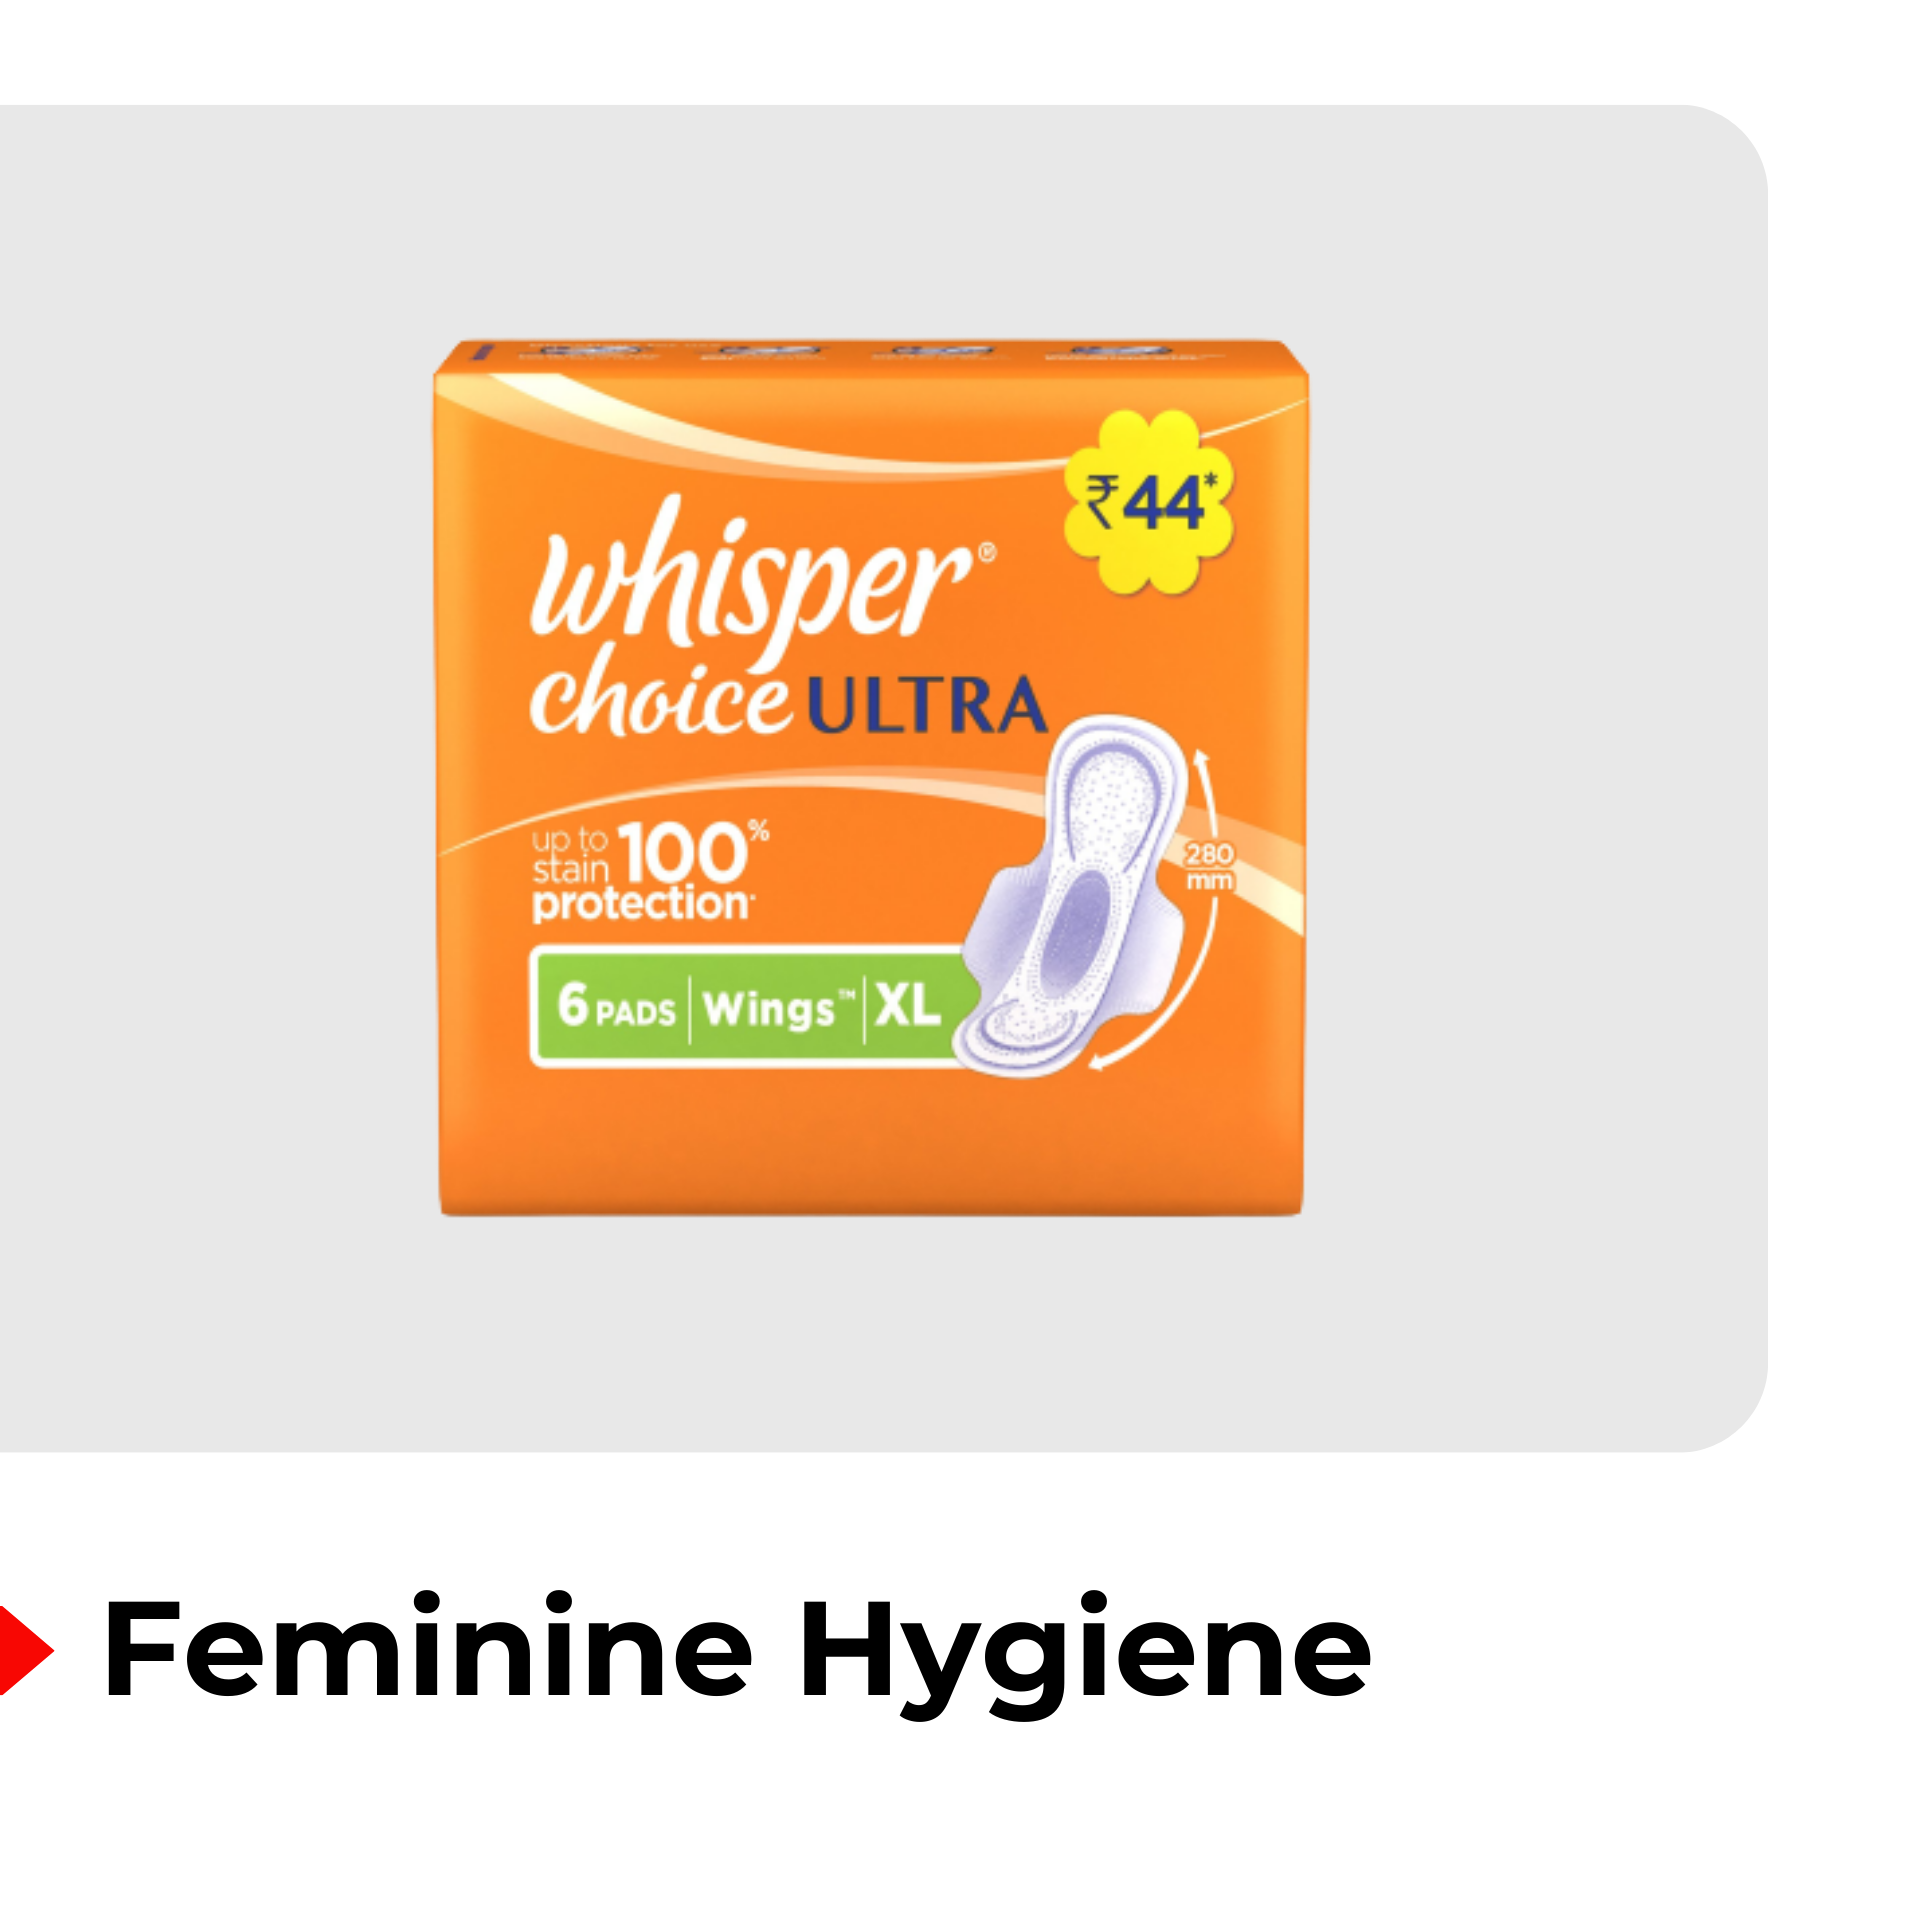 ₹44*
whisper®
choice ULTRA
up to 100%
stain
protection*
280
mm
6 PADS | Wings™ | XL
Feminine Hygiene